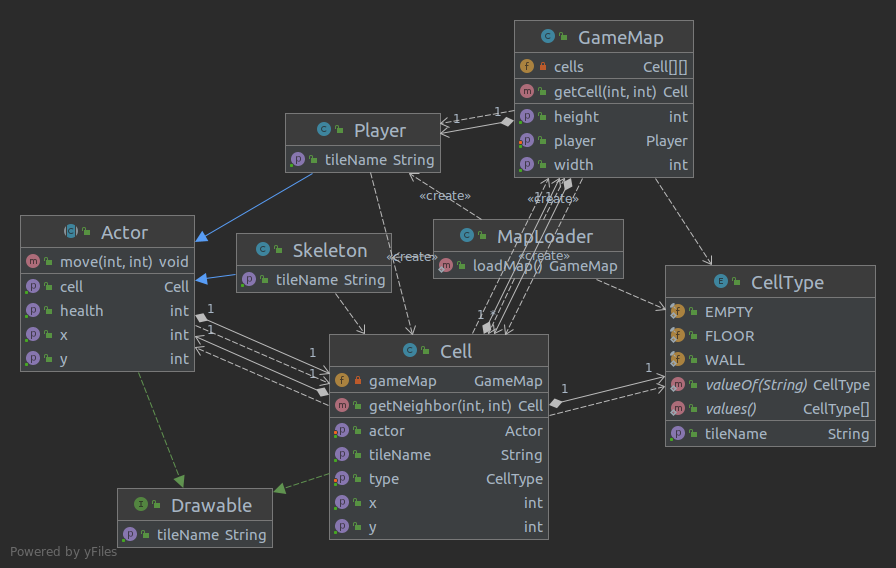 GameMap
cells Cell[][]
getCell(int, int) Cell
height int
player Player
width int
1
1
Player
tileName String
«create»
1 1
«create»
Actor
move(int, int) void
cell Cell
health int
x int
y int
Skeleton
tileName String
«create»
MapLoader
loadMap() GameMap
«create»
CellType
EMPTY
FLOOR
WALL
valueOf(String) CellType
values() CellType[]
tileName String
1
1
1
1
1 *
Cell
gameMap GameMap
getNeighbor(int, int) Cell
actor Actor
tileName String
type CellType
x int
y int
1
1
Drawable
tileName String
Powered by yFiles